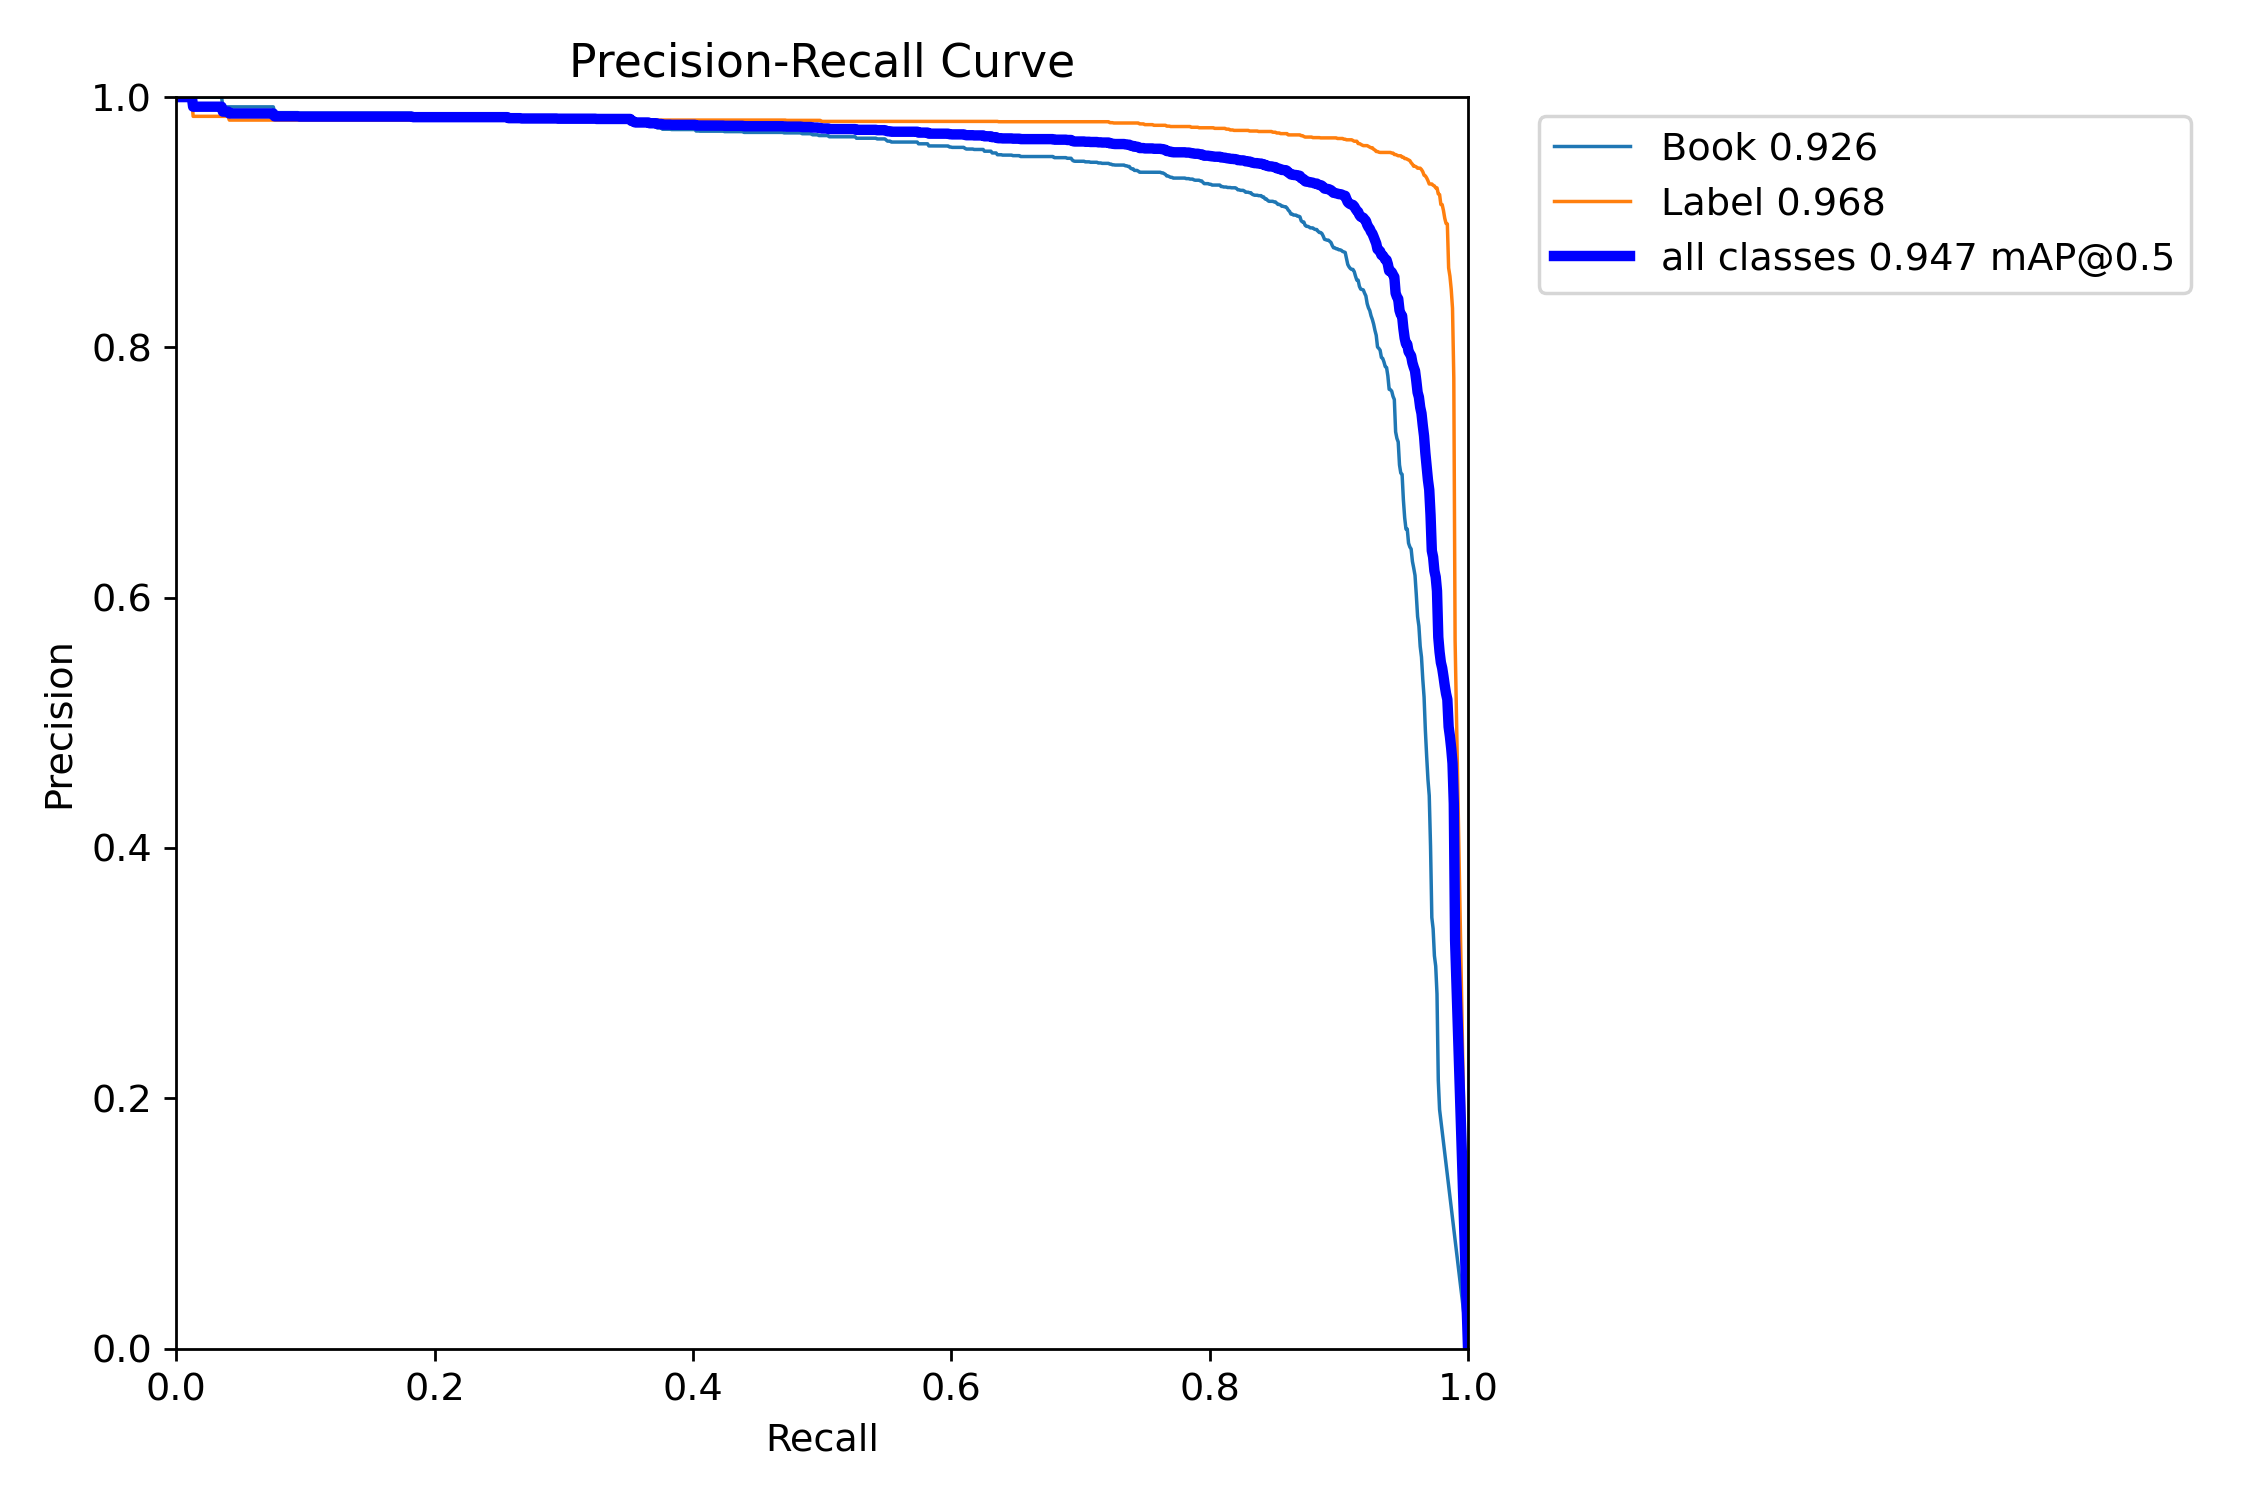 Precision-Recall Curve
Book 0.926
Label 0.968
all classes 0.947 mAP@0.5
Precision
1.0
0.8
0.6
0.4
0.2
0.0
0.0 0.2 0.4 0.6 0.8 1.0
Recall